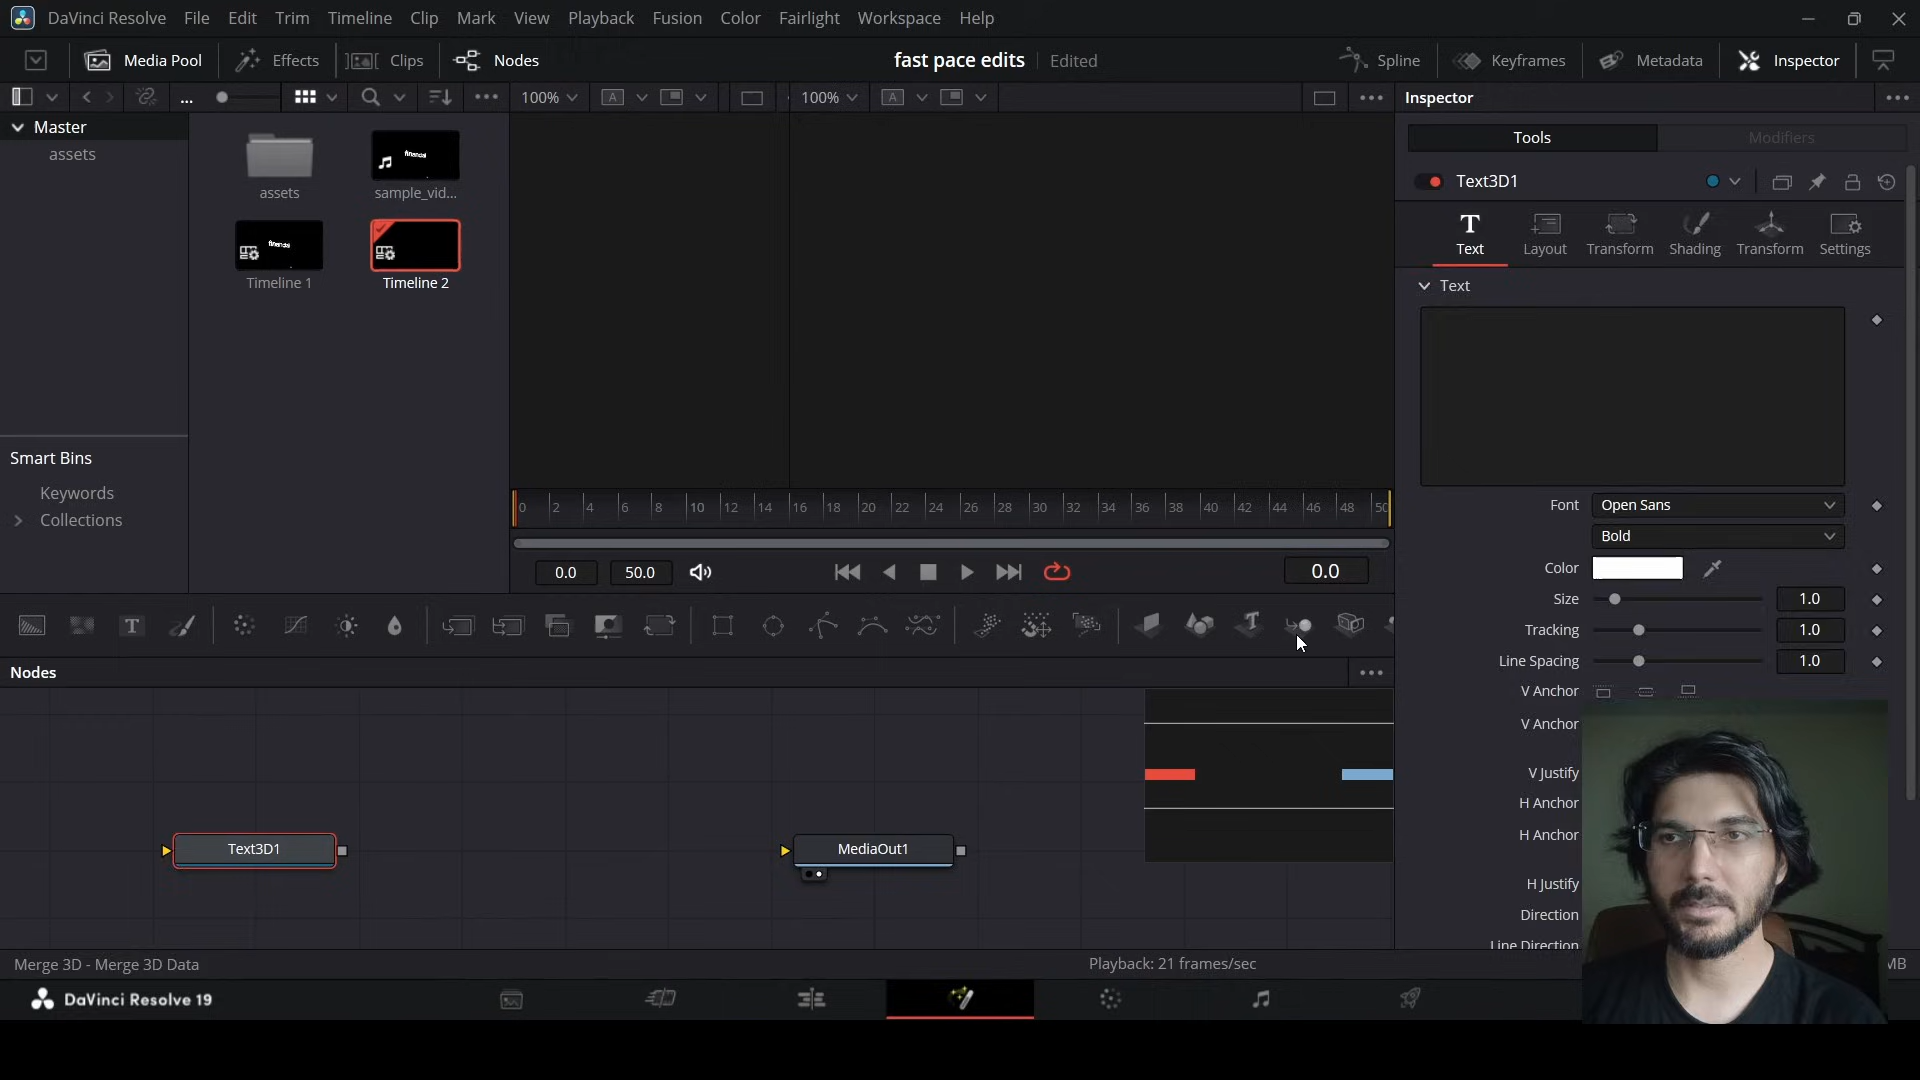 DaVinci Resolve File Edit Trim Timeline Clip Mark View Playback Fusion Color Fairlight Workspace Help
Media Pool Effects Clips Nodes fast pace edits Edited Spline Keyframes Metadata Inspector
... 100% A 100% A Inspector
Master
assets
assets
sample_vid...
Timeline 1
Timeline 2
Smart Bins
Keywords
Collections
0 2 4 6 8 10 12 14 16 18 20 22 24 26 28 30 32 34 36 38 40 42 44 46 48 50
0.0 50.0 0.0
Nodes
Text3D1
MediaOut1
Tools Modifiers
Text3D1
Text Layout Transform Shading Transform Settings
Text
Font Open Sans
Bold
Color
Size 1.0
Tracking 1.0
Line Spacing 1.0
V Anchor
V Anchor
V Justify
H Anchor
H Anchor
H Justify
Direction
Line Direction
Merge 3D - Merge 3D Data
Playback: 21 frames/sec
MB
DaVinci Resolve 19